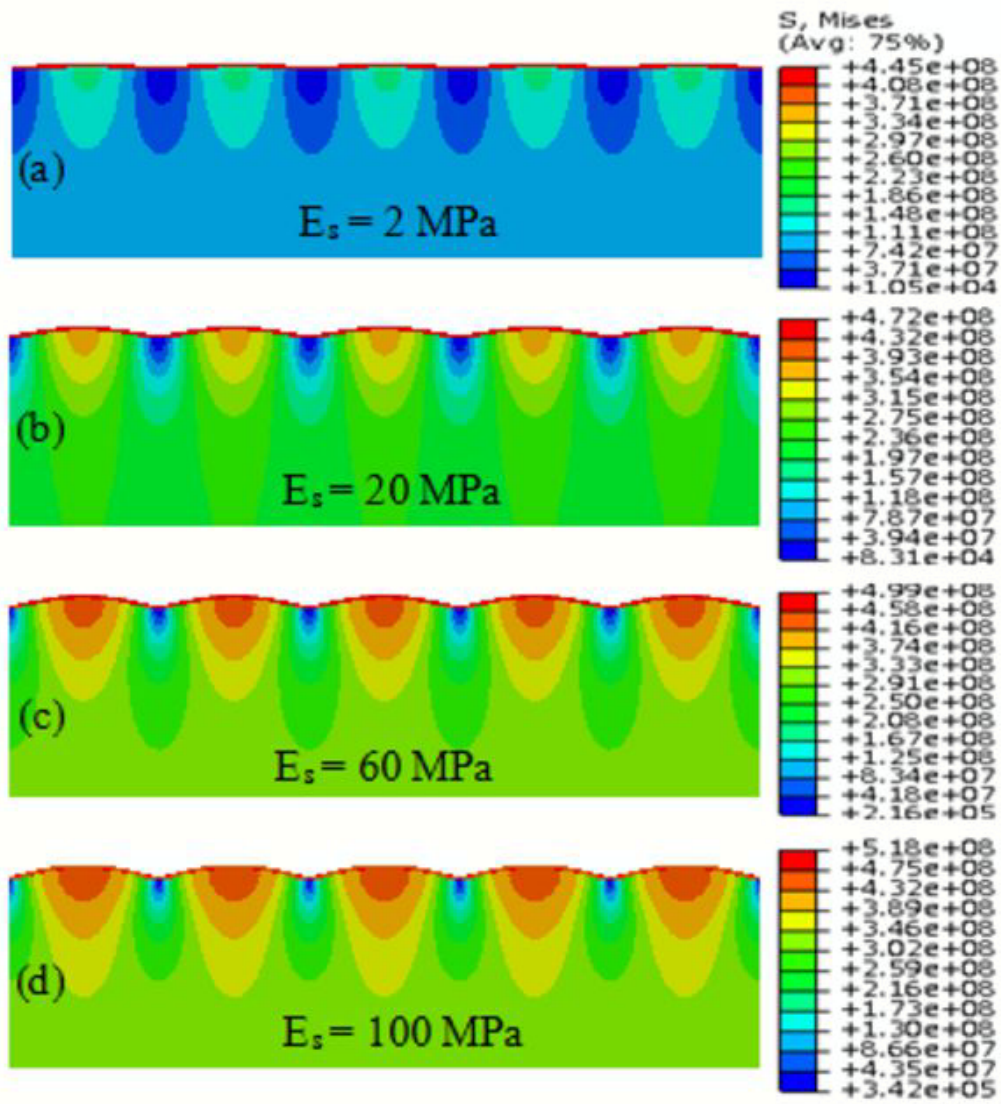 S, Mises
(Avg: 75%)
+4.45e+08
+4.08e+08
+3.71e+08
+3.34e+08
+2.97e+08
+2.60e+08
+2.23e+08
+1.86e+08
+1.48e+08
+1.11e+08
+7.42e+07
+3.71e+07
+1.05e+04
(a)
Es = 2 MPa
+4.72e+08
+4.32e+08
+3.93e+08
+3.54e+08
+3.15e+08
+2.75e+08
+2.36e+08
+1.97e+08
+1.57e+08
+1.18e+08
+7.87e+07
+3.94e+07
+8.31e+04
(b)
Es = 20 MPa
+4.99e+08
+4.58e+08
+4.16e+08
+3.74e+08
+3.33e+08
+2.91e+08
+2.50e+08
+2.08e+08
+1.67e+08
+1.25e+08
+8.34e+07
+4.18e+07
+2.16e+05
(c)
Es = 60 MPa
+5.18e+08
+4.75e+08
+4.32e+08
+3.89e+08
+3.46e+08
+3.02e+08
+2.59e+08
+2.16e+08
+1.73e+08
+1.30e+08
+8.66e+07
+4.35e+07
+3.42e+05
(d)
Es = 100 MPa